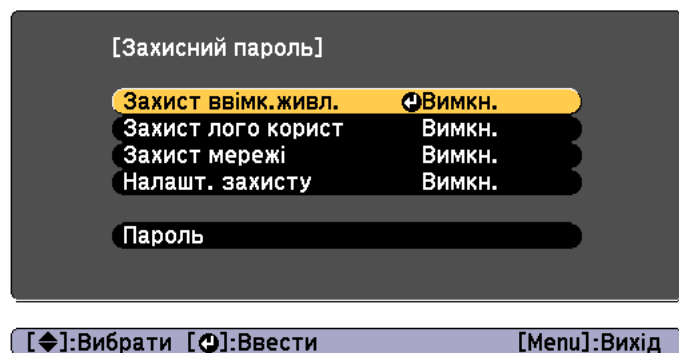 [Захисний пароль]
Захист ввімк.живл. Вимкн.
Захист лого корист Вимкн.
Захист мережі Вимкн.
Налашт. захисту Вимкн.
Пароль
[◆]:Вибрати [⏎]:Ввести [Menu]:Вихід